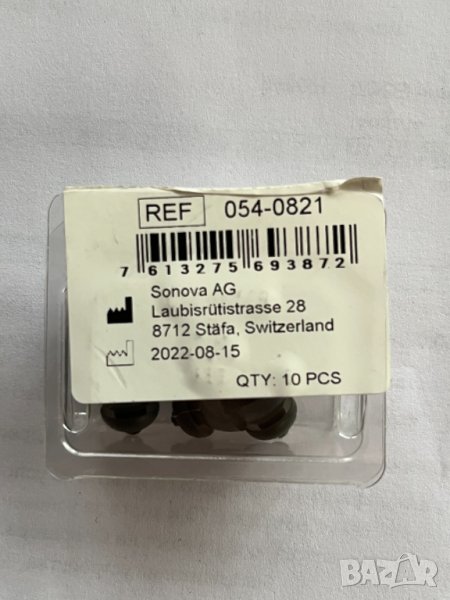 REF 054-0821
7 613275 693872
Sonova AG
Laubisrütistrasse 28
8712 Stäfa, Switzerland
2022-08-15
QTY: 10 PCS
BAZAR